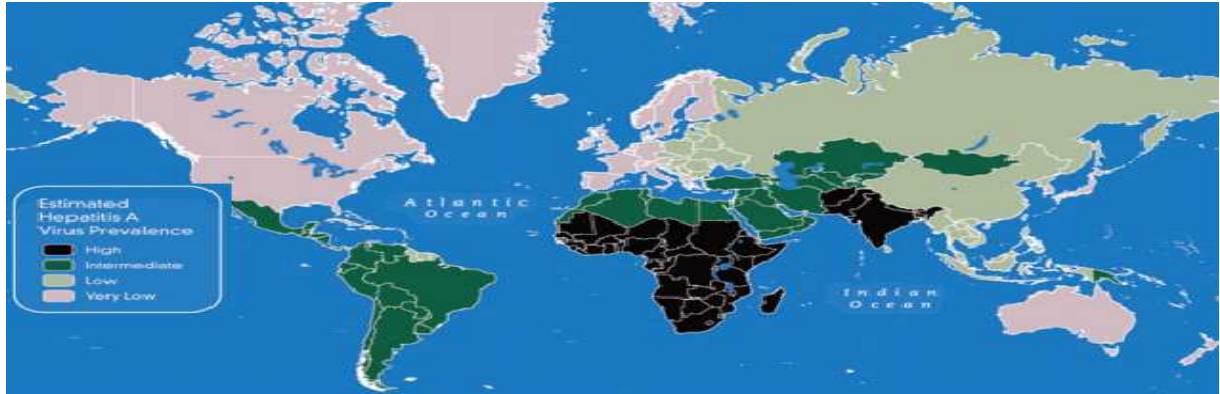 Atlantic
Ocean
Estimated
Hepatitis A
Virus Prevalence
High
Intermediate
Low
Very Low
Indian
Ocean